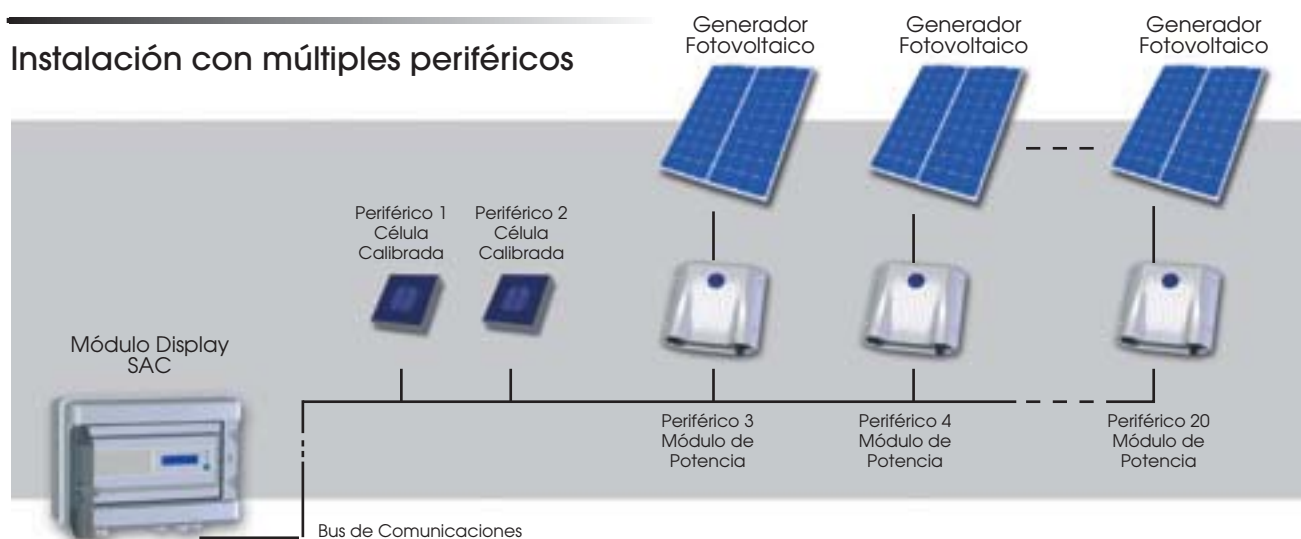 Instalación con múltiples periféricos
Generador
Fotovoltaico
Generador
Fotovoltaico
Generador
Fotovoltaico
Periférico 1
Célula
Calibrada
Periférico 2
Célula
Calibrada
Módulo Display
SAC
Periférico 3
Módulo de
Potencia
Periférico 4
Módulo de
Potencia
Periférico 20
Módulo de
Potencia
Bus de Comunicaciones